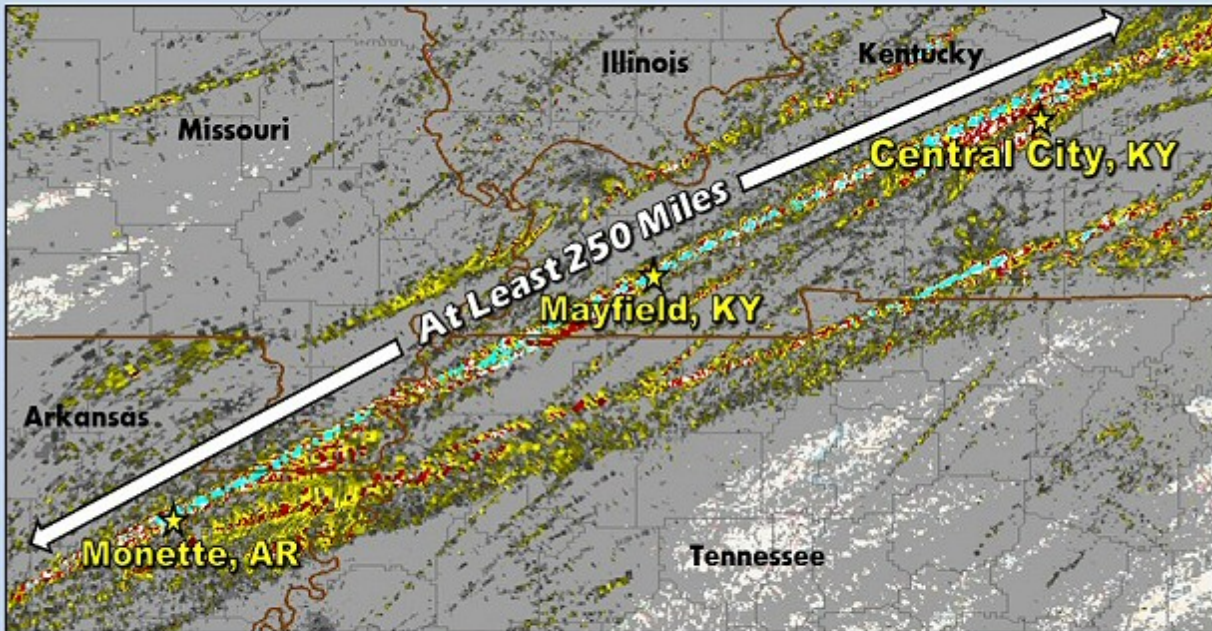 Illinois
Kentucky
Missouri
Central City, KY
At Least 250 Miles
Mayfield, KY
Arkansas
Monette, AR
Tennessee